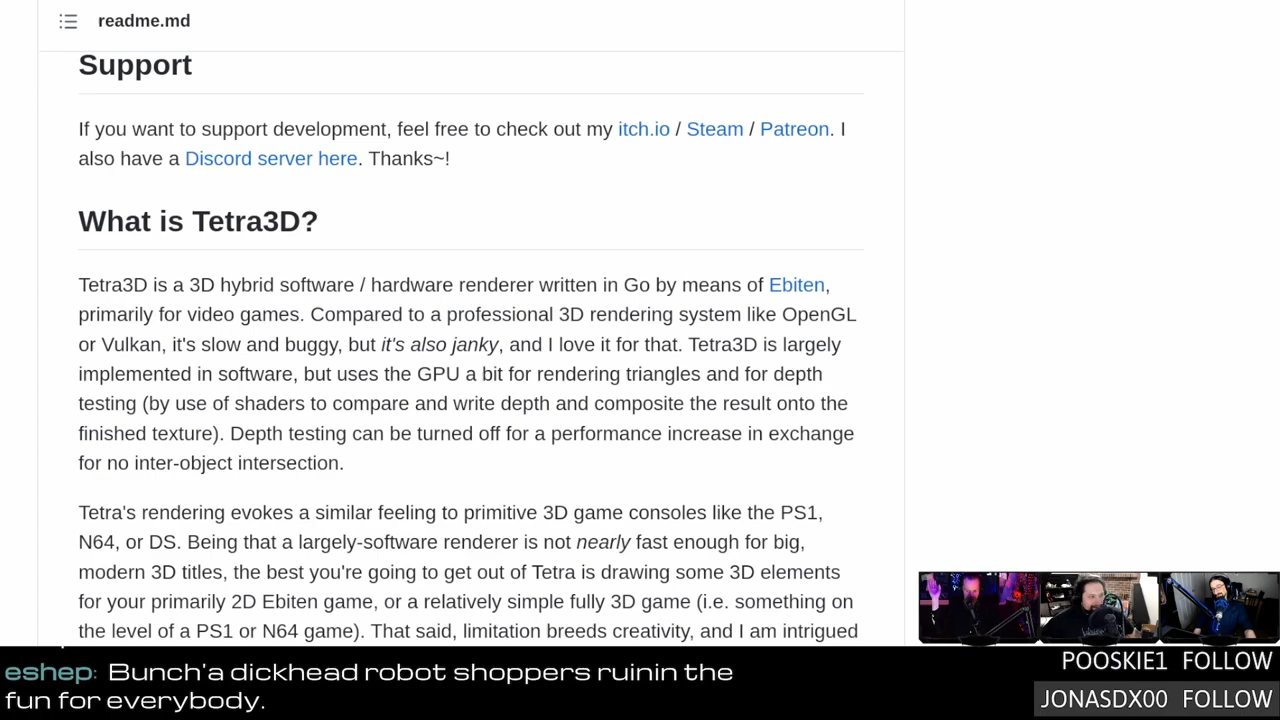 readme.md
Support
If you want to support development, feel free to check out my itch.io / Steam / Patreon. I
also have a Discord server here. Thanks~!
What is Tetra3D?
Tetra3D is a 3D hybrid software / hardware renderer written in Go by means of Ebiten,
primarily for video games. Compared to a professional 3D rendering system like OpenGL
or Vulkan, it's slow and buggy, but it's also janky, and I love it for that. Tetra3D is largely
implemented in software, but uses the GPU a bit for rendering triangles and for depth
testing (by use of shaders to compare and write depth and composite the result onto the
finished texture). Depth testing can be turned off for a performance increase in exchange
for no inter-object intersection.
Tetra's rendering evokes a similar feeling to primitive 3D game consoles like the PS1,
N64, or DS. Being that a largely-software renderer is not nearly fast enough for big,
modern 3D titles, the best you're going to get out of Tetra is drawing some 3D elements
for your primarily 2D Ebiten game, or a relatively simple fully 3D game (i.e. something on
the level of a PS1 or N64 game). That said, limitation breeds creativity, and I am intrigued
eshep: Bunch'a dickhead robot shoppers ruinin the
fun for everybody.
POOSKIE1 FOLLOW
JONASDX00 FOLLOW